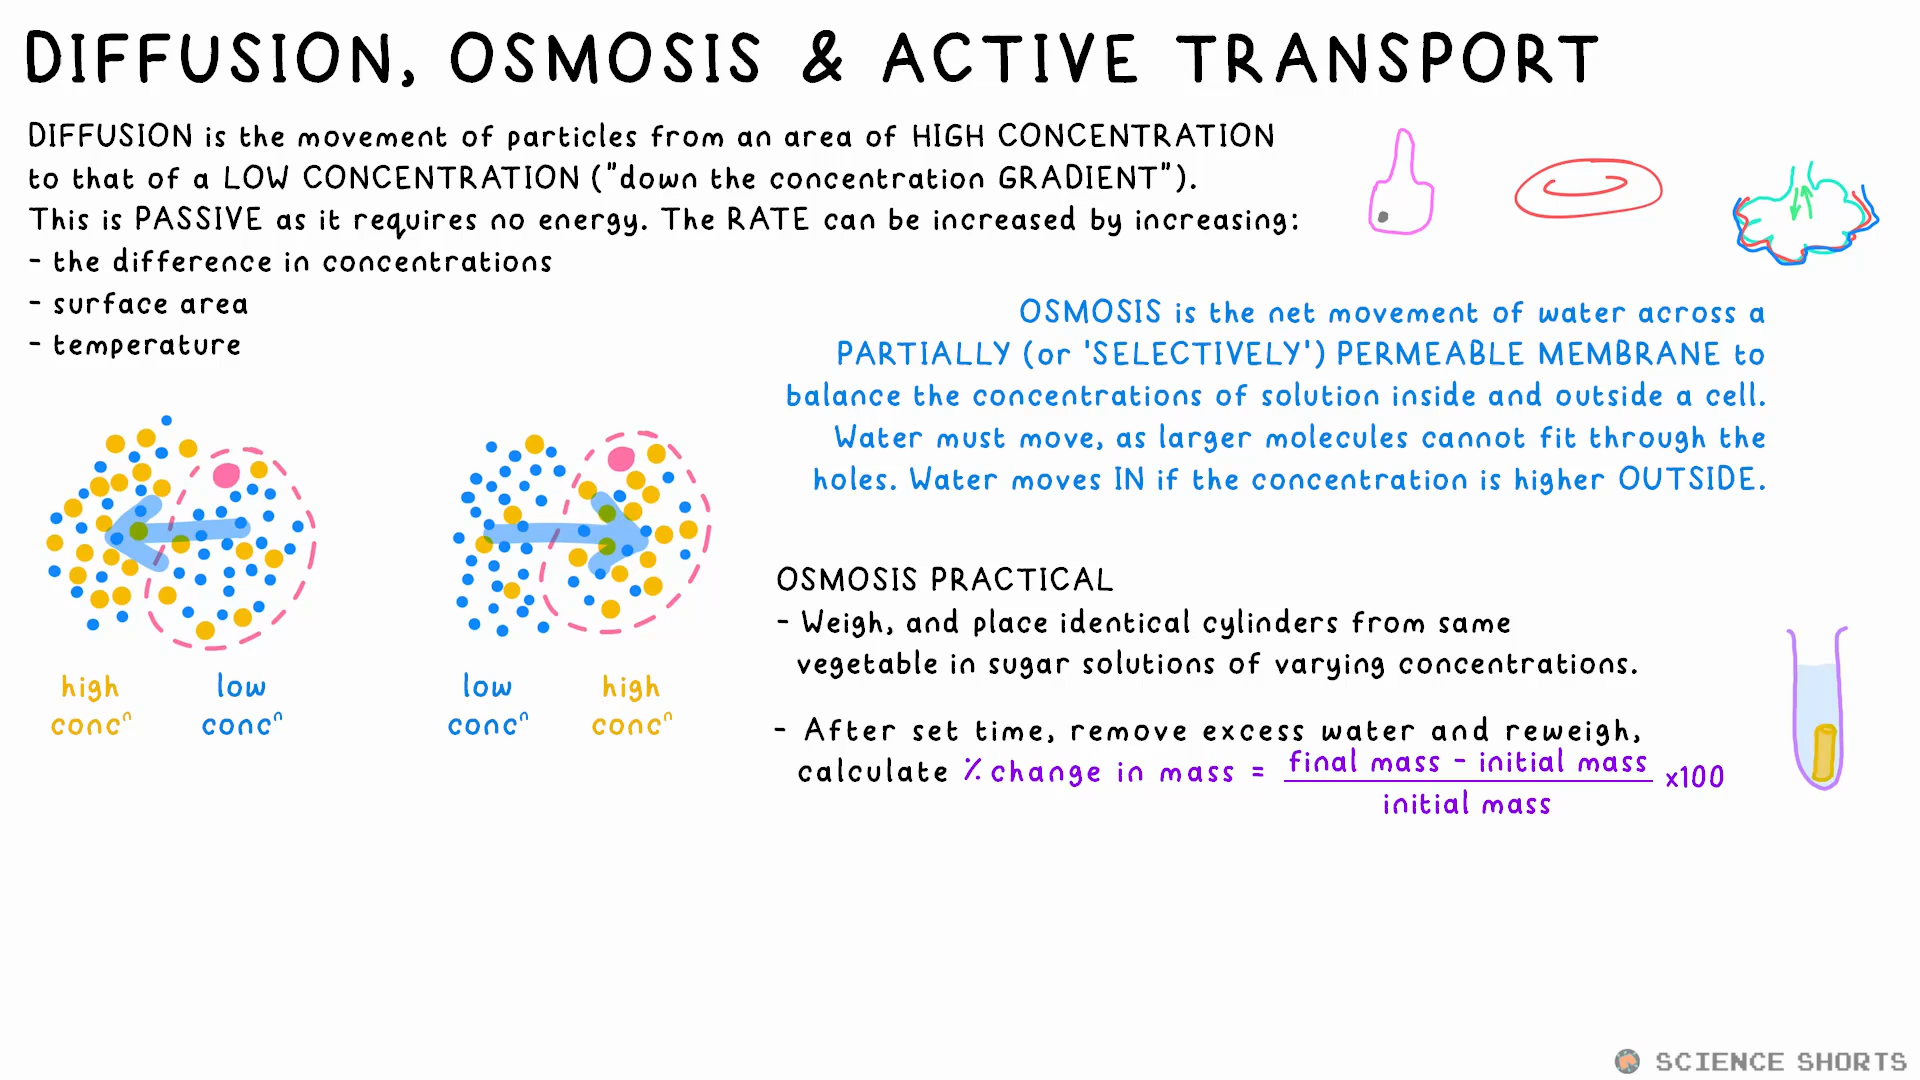 DIFFUSION, OSMOSIS & ACTIVE TRANSPORT
DIFFUSION is the movement of particles from an area of HIGH CONCENTRATION
to that of a LOW CONCENTRATION ("down the concentration GRADIENT").
This is PASSIVE as it requires no energy. The RATE can be increased by increasing:
- the difference in concentrations
- surface area
- temperature
OSMOSIS is the net movement of water across a
PARTIALLY (or 'SELECTIVELY') PERMEABLE MEMBRANE to
balance the concentrations of solution inside and outside a cell.
Water must move, as larger molecules cannot fit through the
holes. Water moves IN if the concentration is higher OUTSIDE.
high concⁿ
low concⁿ
low concⁿ
high concⁿ
OSMOSIS PRACTICAL
- Weigh, and place identical cylinders from same
vegetable in sugar solutions of varying concentrations.
- After set time, remove excess water and reweigh,
calculate % change in mass = final mass - initial mass
initial mass
x100
SCIENCE SHORTS